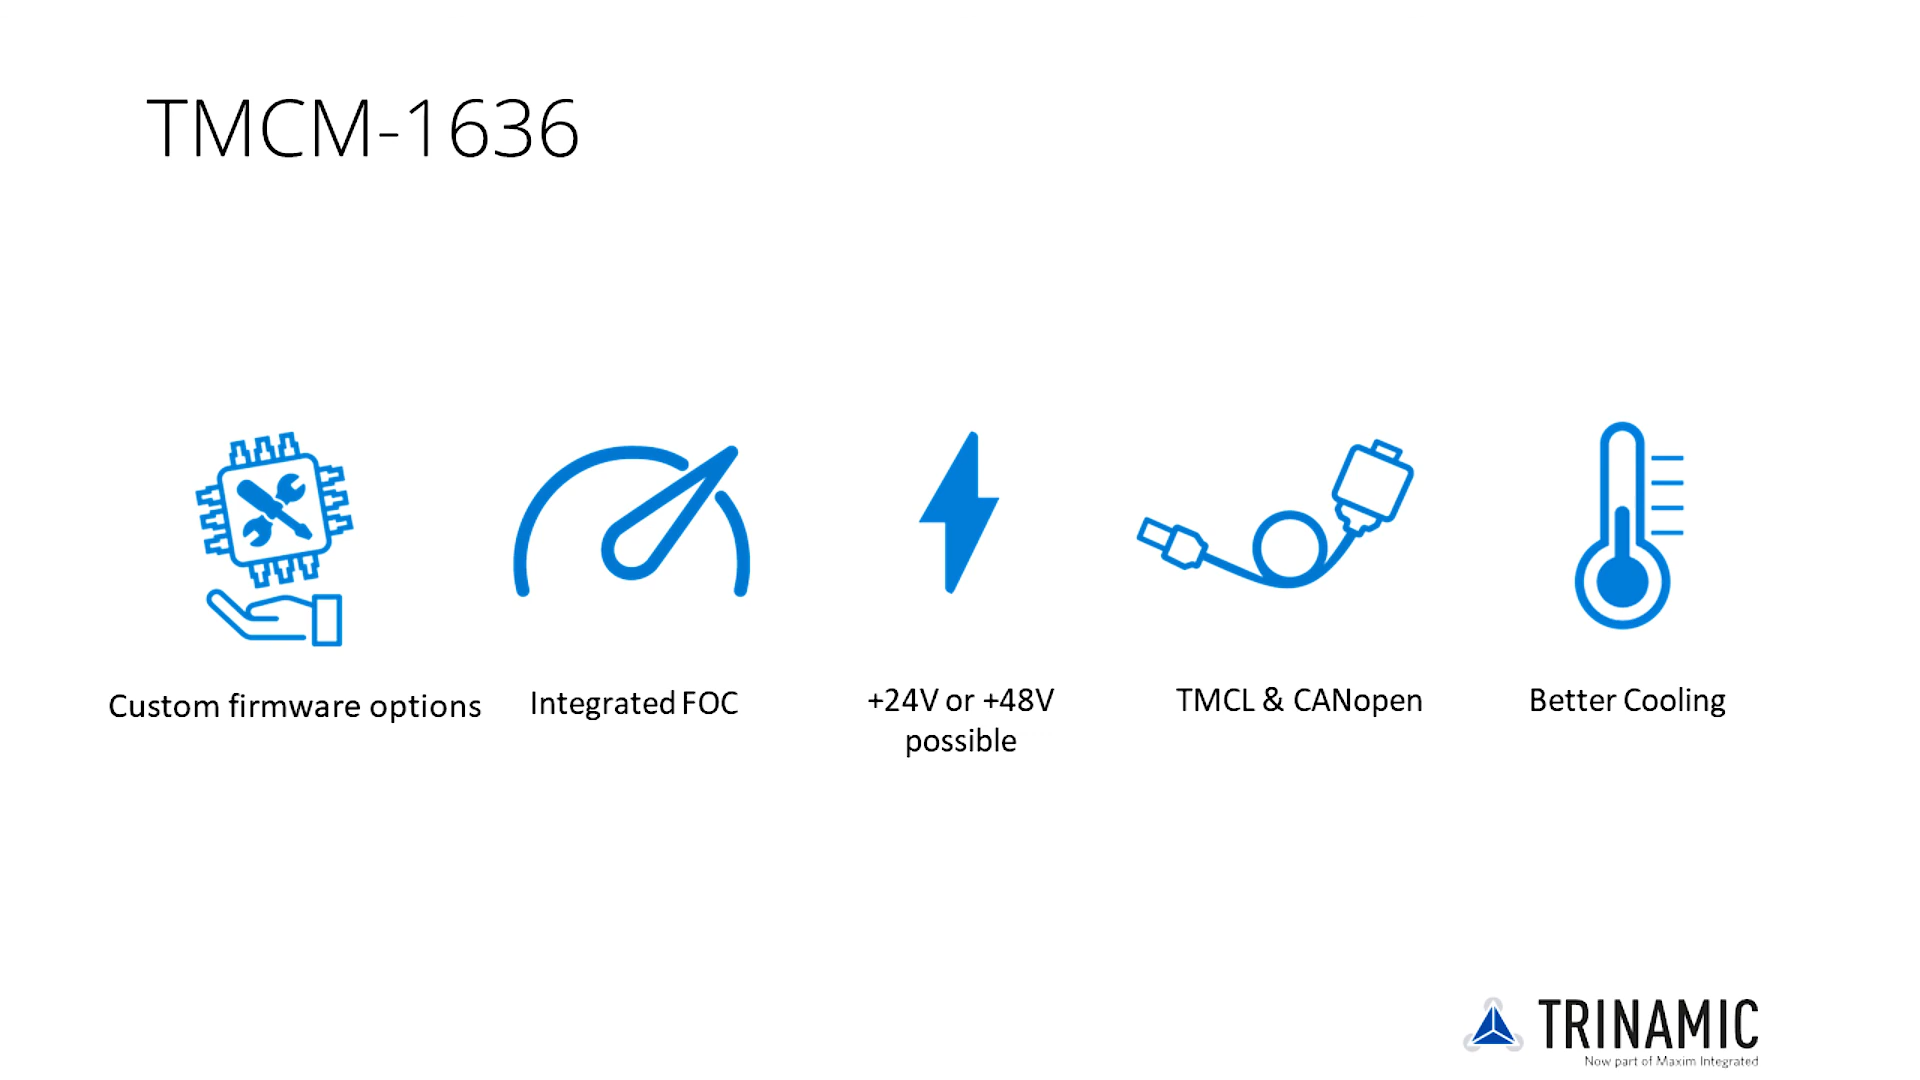 TMCM-1636
Custom firmware options
Integrated FOC
+24V or +48V
possible
TMCL & CANopen
Better Cooling
TRINAMIC
Now part of Maxim Integrated